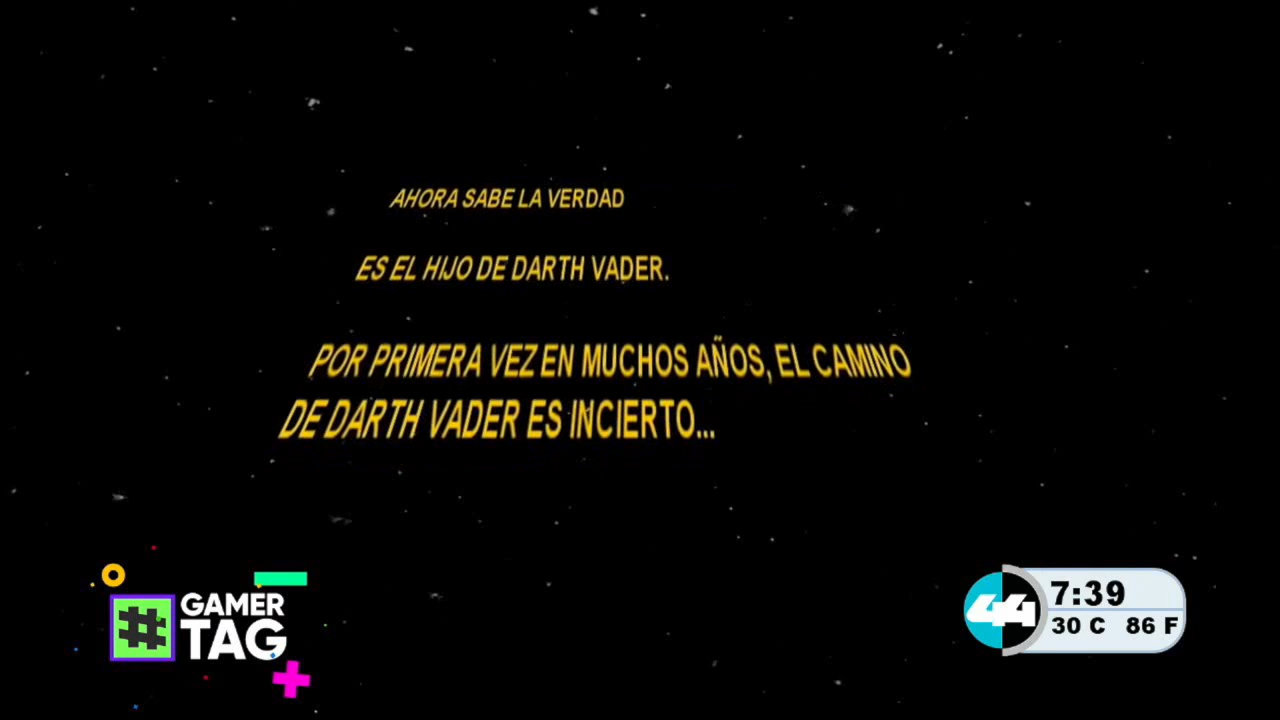 AHORA SABE LA VERDAD
ES EL HIJO DE DARTH VADER.
POR PRIMERA VEZ EN MUCHOS AÑOS, EL CAMINO
DE DARTH VADER ES INCIERTO...
# GAMER
TAG
44
7:39
30 C 86 F